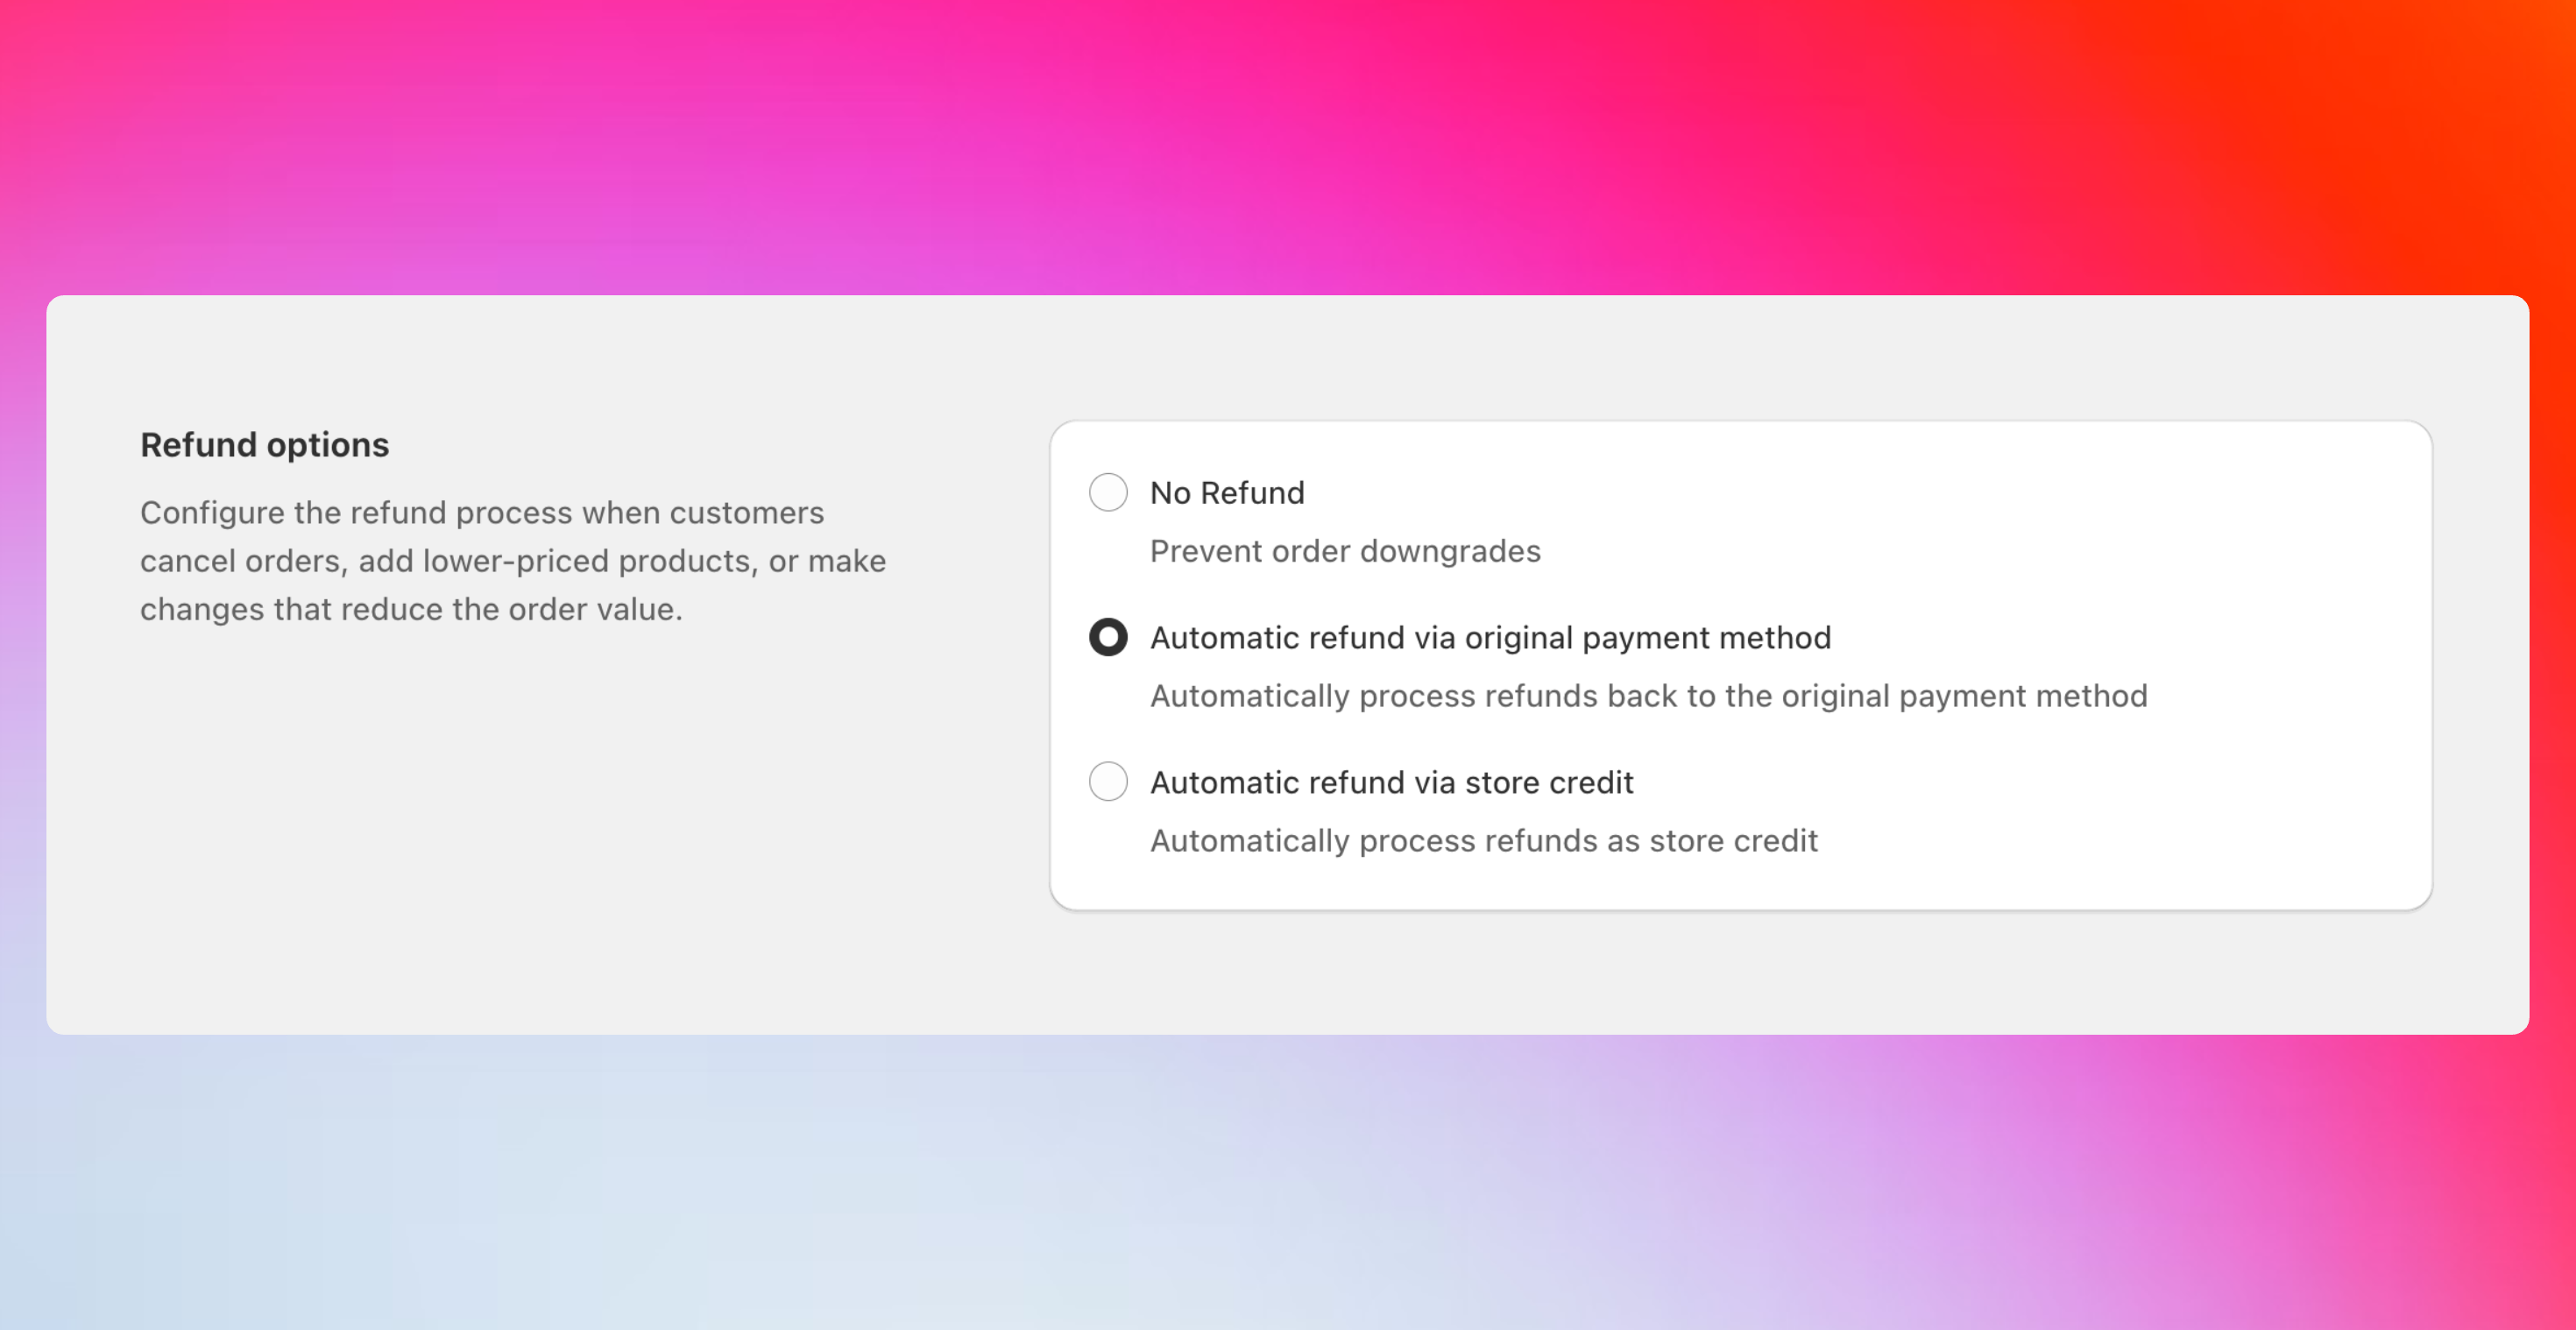 Refund options
Configure the refund process when customers
cancel orders, add lower-priced products, or make
changes that reduce the order value.
No Refund
Prevent order downgrades
Automatic refund via original payment method
Automatically process refunds back to the original payment method
Automatic refund via store credit
Automatically process refunds as store credit